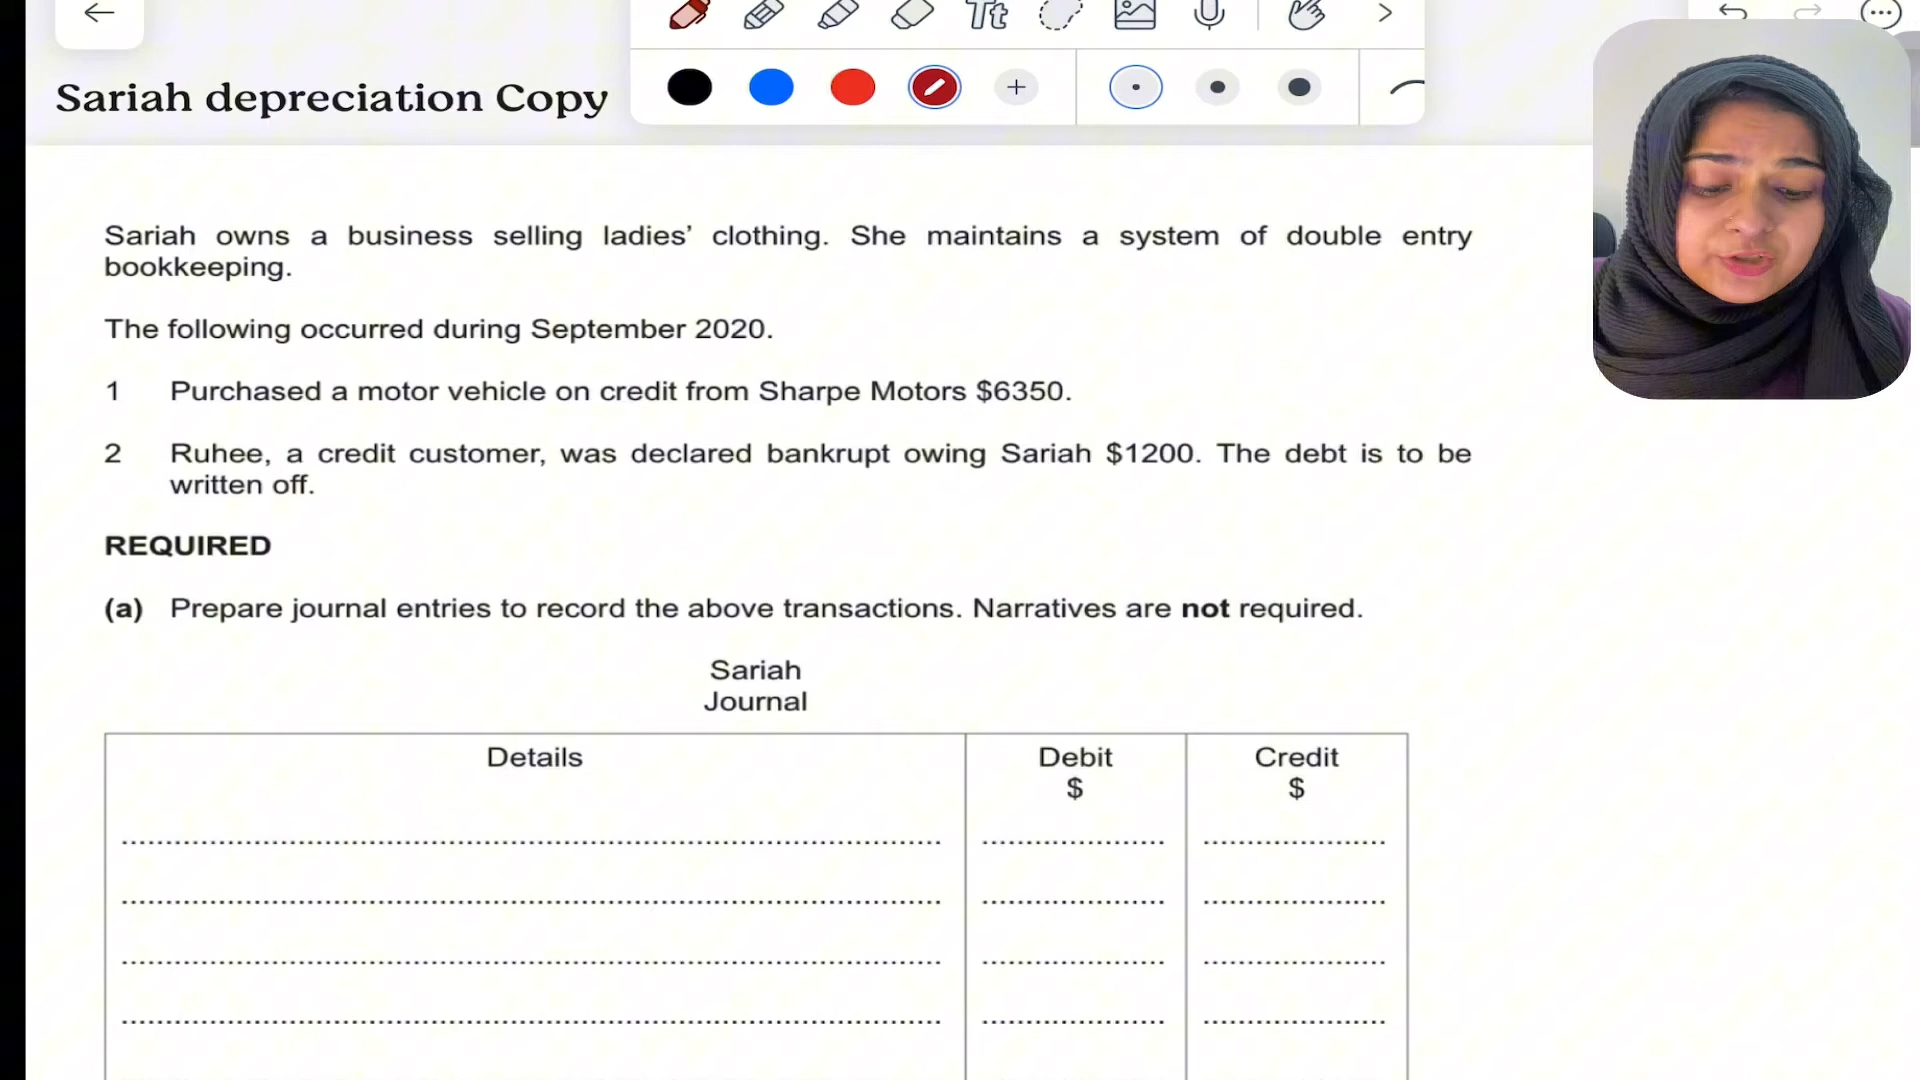 Tt
Sariah depreciation Copy
Sariah owns a business selling ladies’ clothing. She maintains a system of double entry
bookkeeping.
The following occurred during September 2020.
1 Purchased a motor vehicle on credit from Sharpe Motors $6350.
2 Ruhee, a credit customer, was declared bankrupt owing Sariah $1200. The debt is to be
written off.
REQUIRED
(a) Prepare journal entries to record the above transactions. Narratives are not required.
Sariah
Journal
Details Debit Credit
$ $